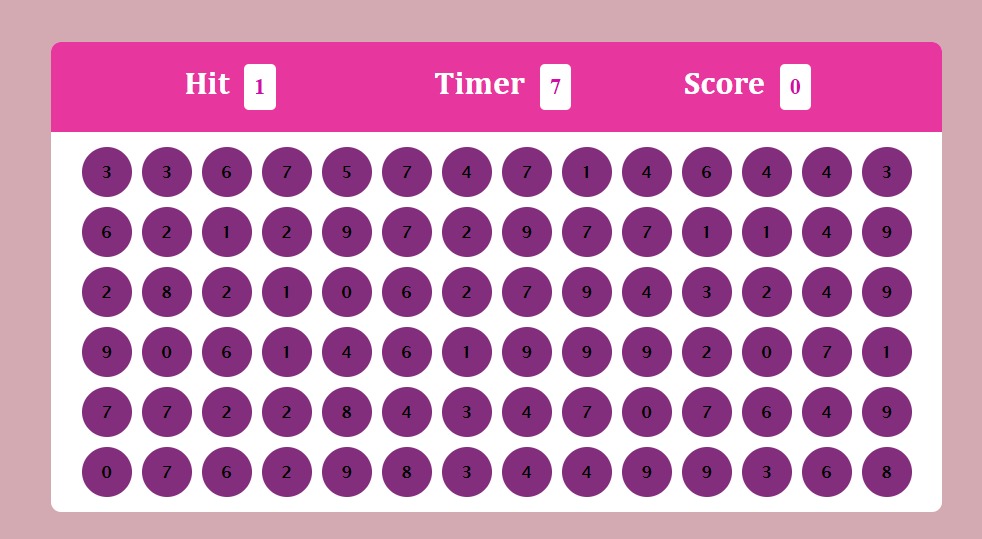 Hit 1 Timer 7 Score 0
3 3 6 7 5 7 4 7 1 4 6 4 4 3
6 2 1 2 9 7 2 9 7 7 1 1 4 9
2 8 2 1 0 6 2 7 9 4 3 2 4 9
9 0 6 1 4 6 1 9 9 9 2 0 7 1
7 7 2 2 8 4 3 4 7 0 7 6 4 9
0 7 6 2 9 8 3 4 4 9 9 3 6 8